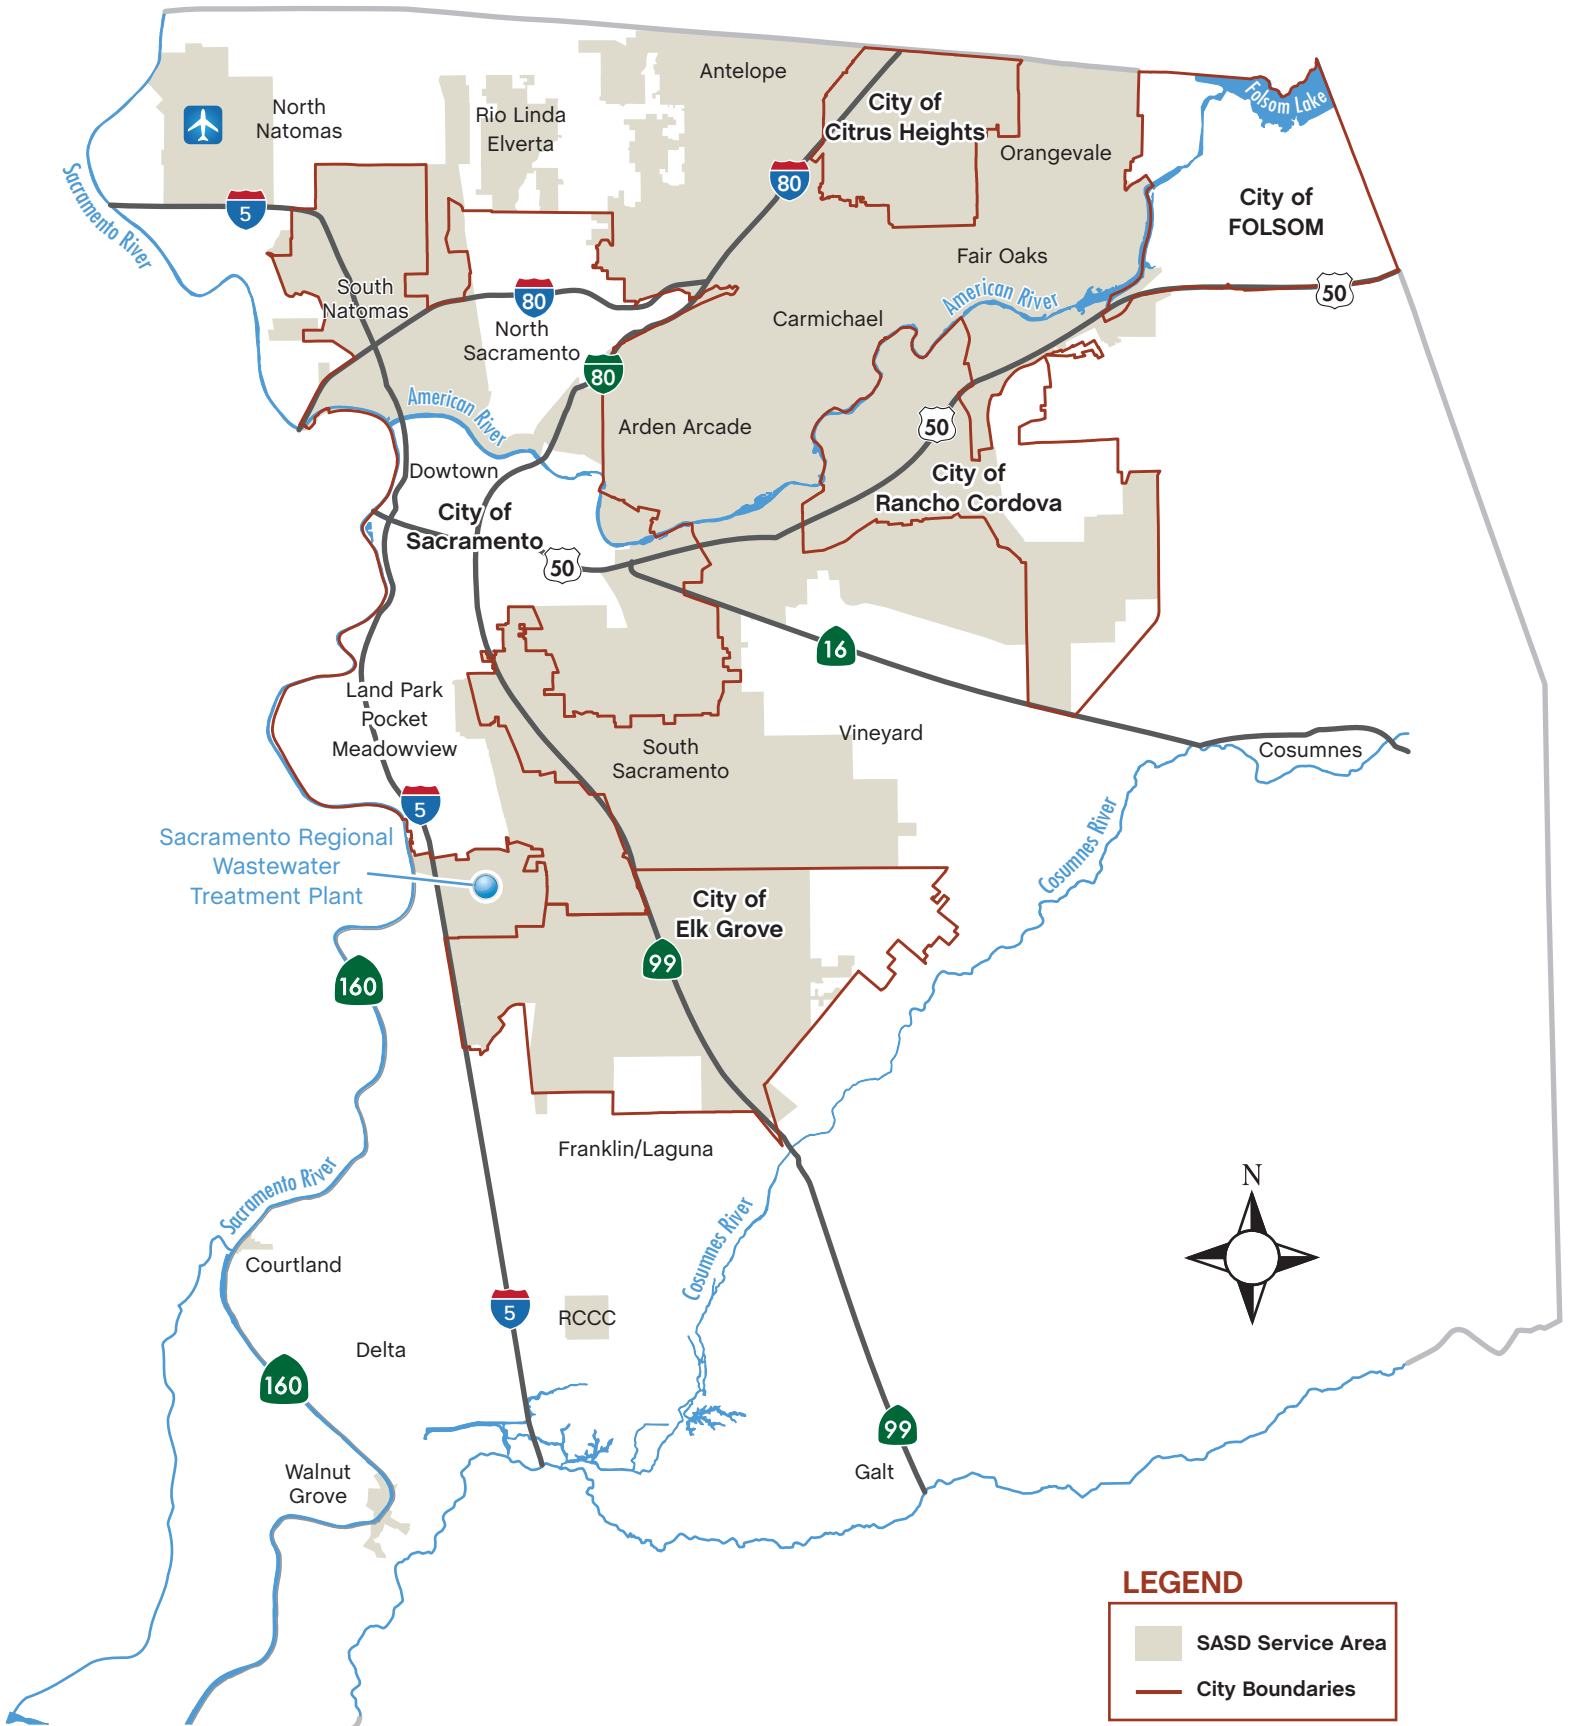 Antelope
City of
Citrus Heights
North
Natomas
Rio Linda
Elverta
Folsom Lake
Orangevale
80
City of
FOLSOM
5
Sacramento River
Fair Oaks
American River
50
South
Natomas
80
North
Sacramento
Carmichael
80
American River
Arden Arcade
50
Dowtown
City of
Rancho Cordova
City of
Sacramento
50
16
Land Park
Pocket
Meadowview
South
Sacramento
Vineyard
Cosumnes
5
Sacramento Regional
Wastewater
Treatment Plant
Cosumnes River
City of
Elk Grove
99
160
Franklin/Laguna
N
Sacramento River
Cosumnes River
Courtland
5
RCCC
Delta
160
99
Walnut
Grove
Galt
LEGEND
SASD Service Area
City Boundaries